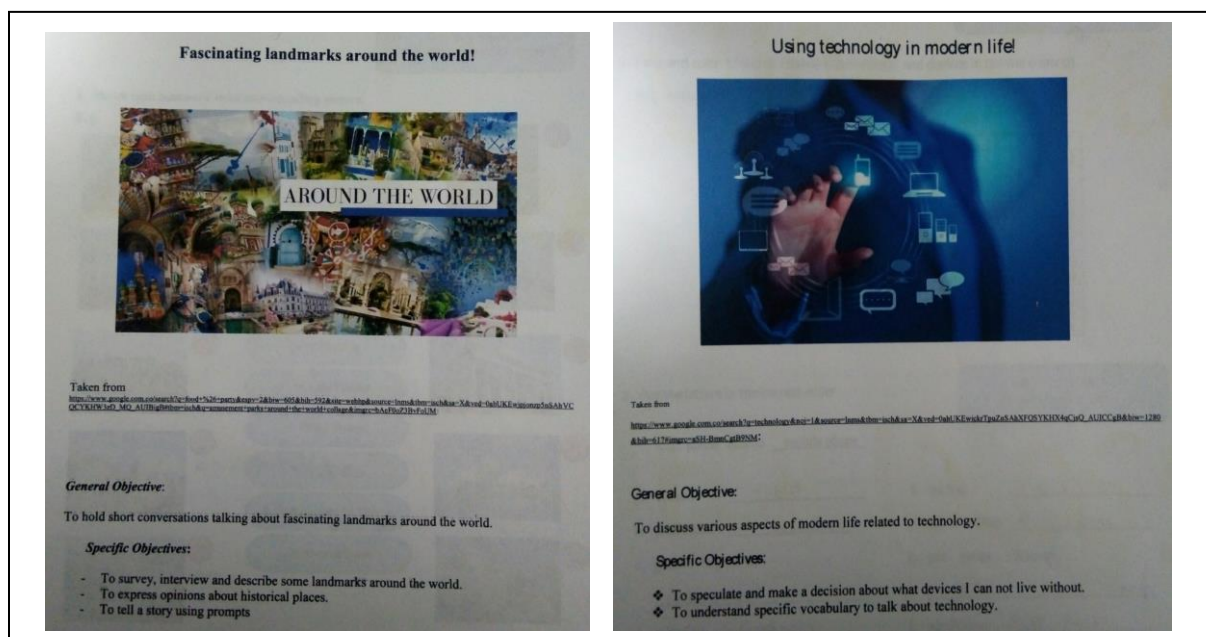 Fascinating landmarks around the world!
AROUND THE WORLD
Taken from
General Objective:
To hold short conversations talking about fascinating landmarks around the world.
Specific Objectives:
- To survey, interview and describe some landmarks around the world.
- To express opinions about historical places.
- To tell a story using prompts
Using technology in modern life!
Taken from
General Objective:
To discuss various aspects of modern life related to technology.
Specific Objectives:
❖ To speculate and make a decision about what devices I can not live without.
❖ To understand specific vocabulary to talk about technology.